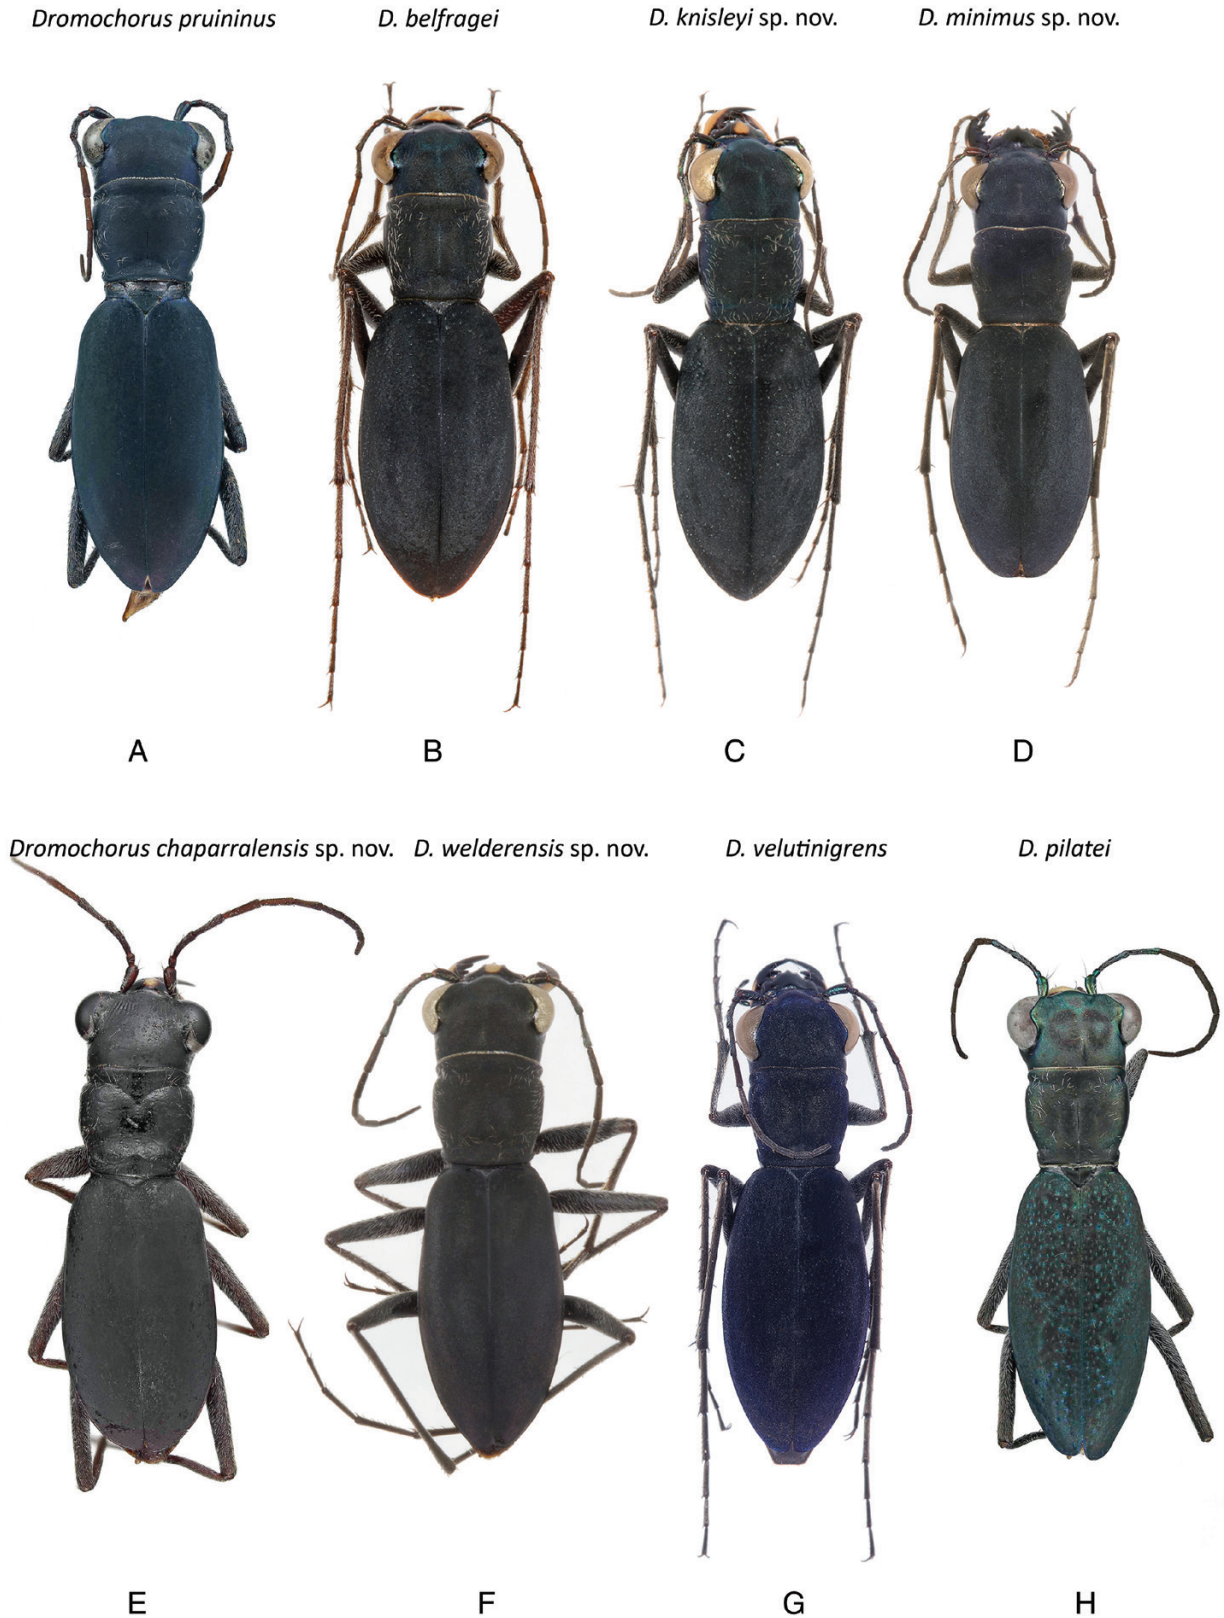 Dromochorus pruininus D. belfragei D. knisleyi sp. nov. D. minimus sp. nov.
A B C D
Dromochorus chaparralensis sp. nov. D. welderensis sp. nov. D. velutinigrens D. pilatei
E F G H